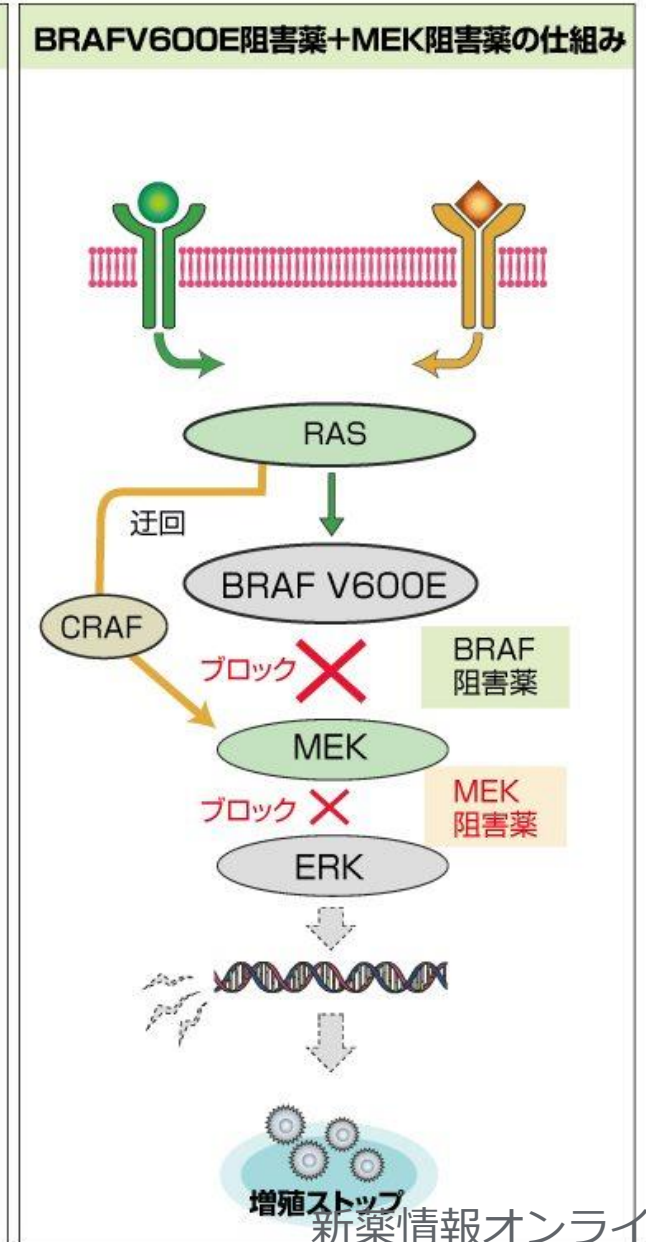 BRAFV600E阻害薬+MEK阻害薬の仕組み
RAS
迂回
BRAF V600E
CRAF
ブロック
BRAF
阻害薬
MEK
ブロック
MEK
阻害薬
ERK
増殖ストップ
新薬情報オンライ